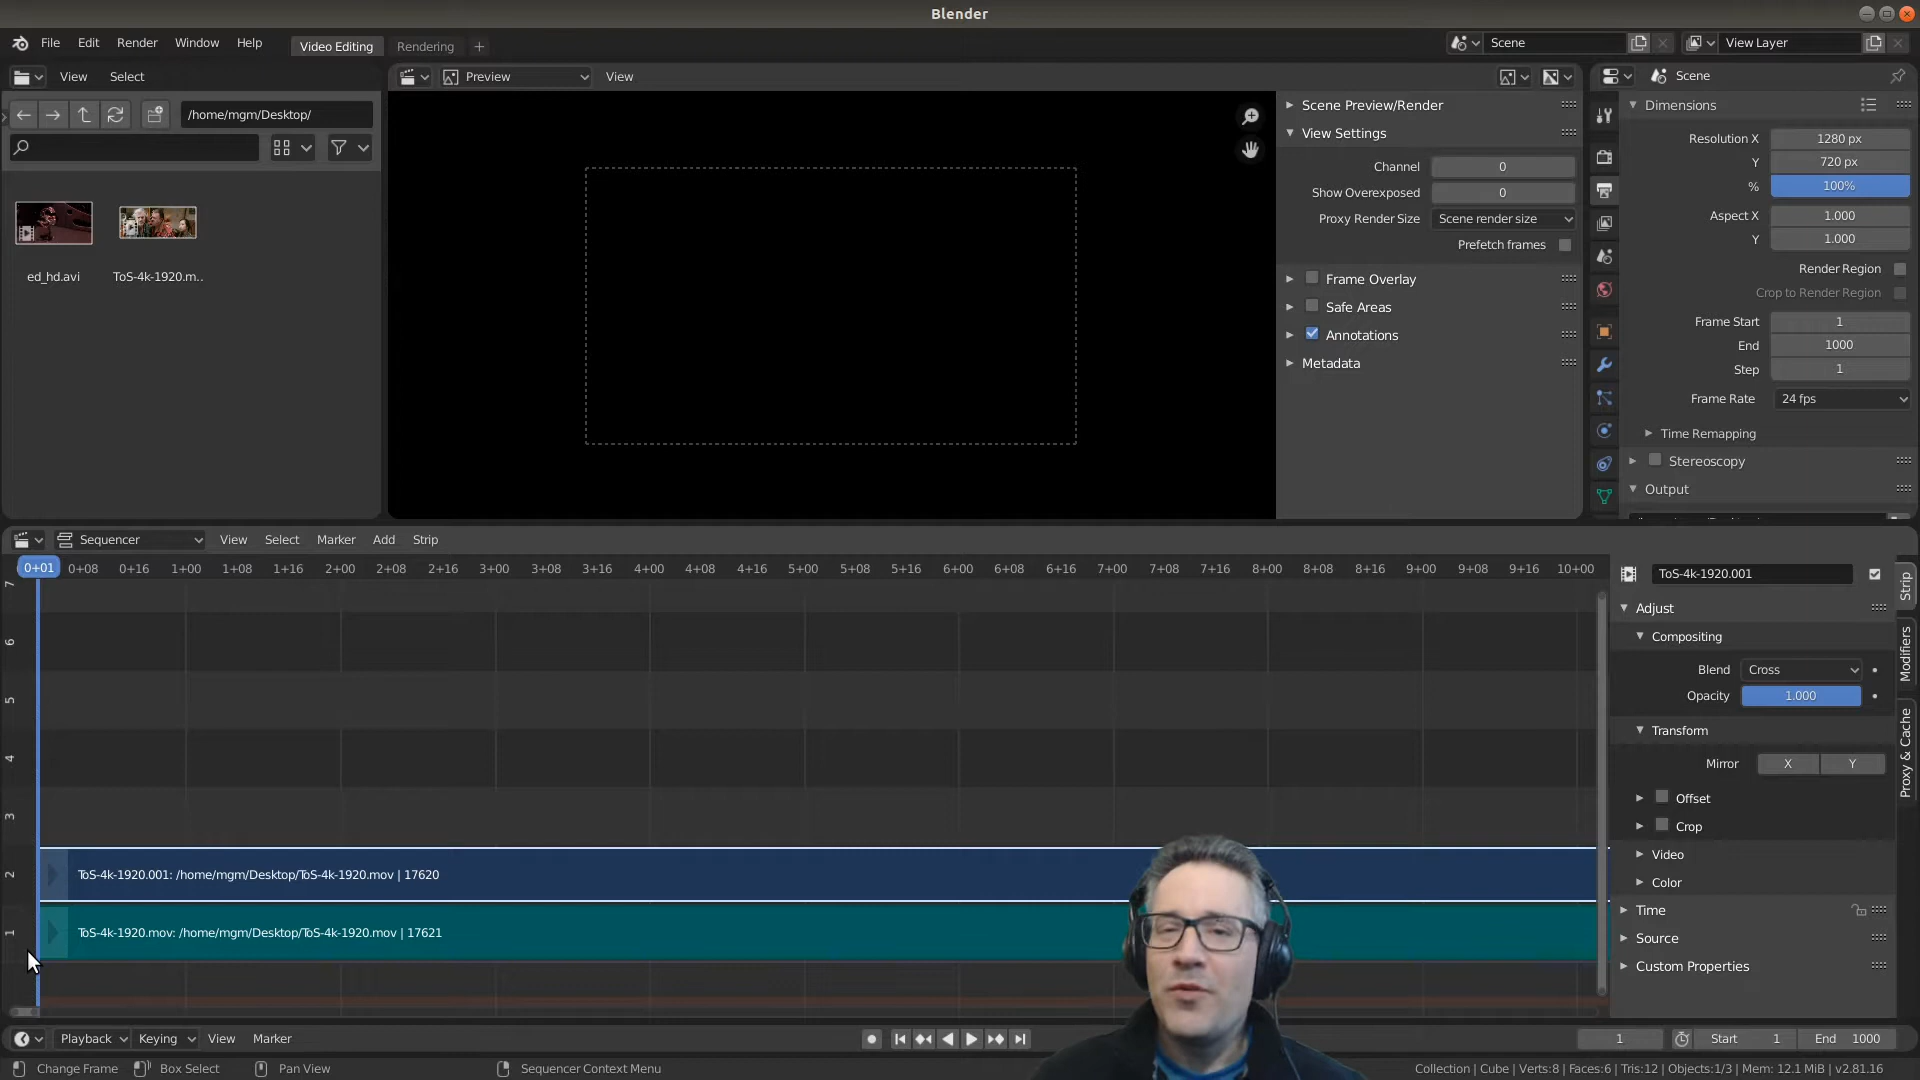 Blender
File Edit Render Window Help Video Editing Rendering + Scene View Layer
View Select
/home/mgm/Desktop/
ed_hd.avi ToS-4k-1920.m..
Preview View
Scene Preview/Render
View Settings
Channel 0
Show Overexposed 0
Proxy Render Size Scene render size
Prefetch frames
Frame Overlay
Safe Areas
Annotations
Metadata
Scene
Dimensions
Resolution X 1280 px
Y 720 px
% 100%
Aspect X 1.000
Y 1.000
Render Region
Crop to Render Region
Frame Start 1
End 1000
Step 1
Frame Rate 24 fps
Time Remapping
Stereoscopy
Output
Sequencer View Select Marker Add Strip
0+01 0+08 0+16 1+00 1+08 1+16 2+00 2+08 2+16 3+00 3+08 3+16 4+00 4+08 4+16 5+00 5+08 5+16 6+00 6+08 6+16 7+00 7+08 7+16 8+00 8+08 8+16 9+00 9+08 9+16 10+00
7
6
5
4
3
2
1
ToS-4k-1920.001: /home/mgm/Desktop/ToS-4k-1920.mov | 17620
ToS-4k-1920.mov: /home/mgm/Desktop/ToS-4k-1920.mov | 17621
ToS-4k-1920.001
Adjust
Compositing
Blend Cross
Opacity 1.000
Transform
Mirror X Y
Offset
Crop
Video
Color
Time
Source
Custom Properties
Strip
Modifiers
Proxy & Cache
Playback Keying View Marker 1 Start 1 End 1000
Change Frame Box Select Pan View Sequencer Context Menu Collection | Cube | Verts:8 | Faces:6 | Tris:12 | Objects:1/3 | Mem: 12.1 MiB | v2.81.16